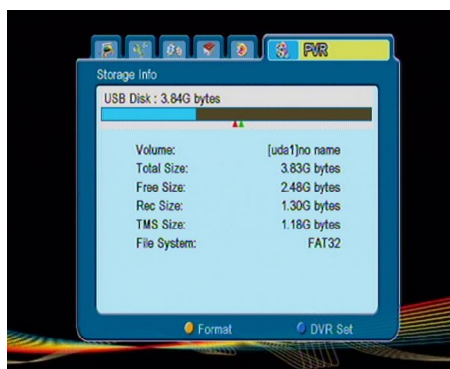 PVR
Storage Info
USB Disk : 3.84G bytes
Volume: [uda1]no name
Total Size: 3.83G bytes
Free Size: 2.48G bytes
Rec Size: 1.30G bytes
TMS Size: 1.18G bytes
File System: FAT32
Format DVR Set